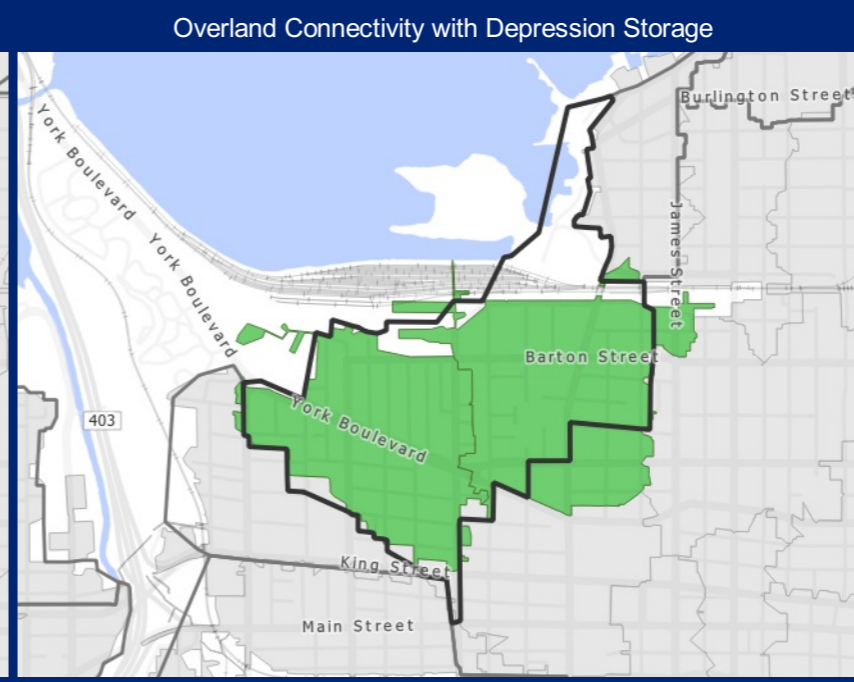 Overland Connectivity with Depression Storage
Burlington Street
York Boulevard
York Boulevard
James Street
Barton Street
York Boulevard
403
King Street
Main Street